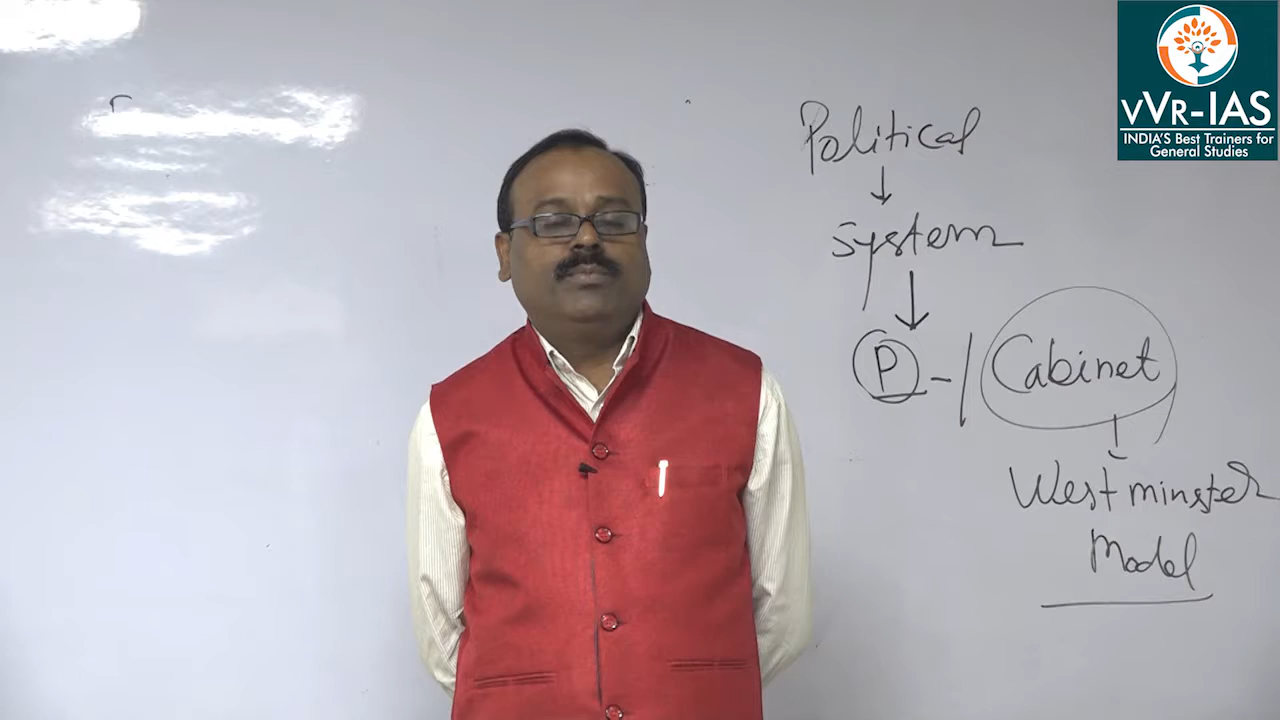 vVR-IAS
INDIA'S Best Trainers for
General Studies
Political
System
P - / Cabinet
Westminster
Model